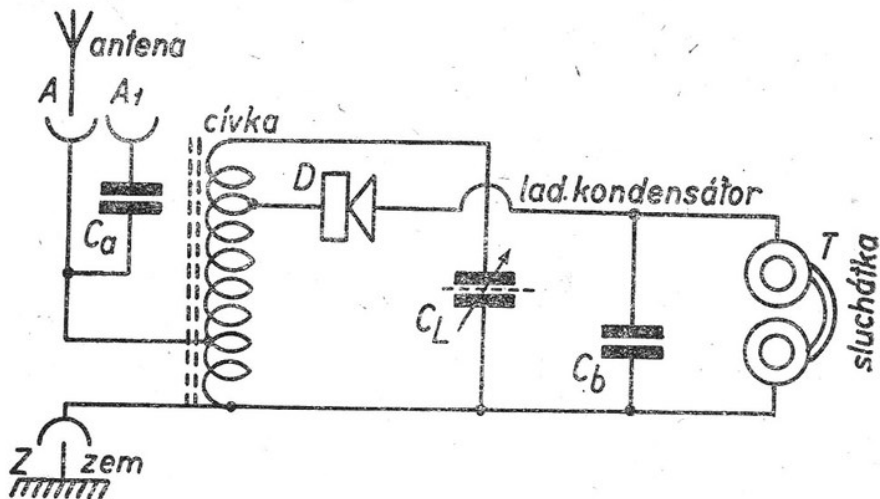 antena
A A1
cívka
D
lad. kondensátor
Ca
T
sluchátka
CL
Cb
Z zem